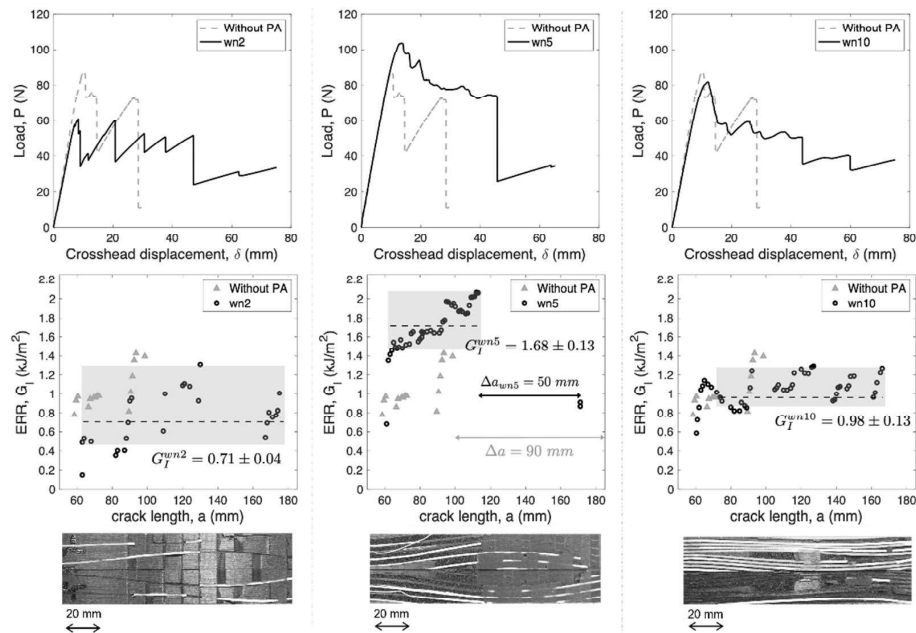 Without PA
wn2
120
100
80
60
40
20
0
Load, P (N)
0 20 40 60 80
Crosshead displacement, δ (mm)
Without PA
wn5
120
100
80
60
40
20
0
Load, P (N)
0 20 40 60 80
Crosshead displacement, δ (mm)
Without PA
wn10
120
100
80
60
40
20
0
Load, P (N)
0 20 40 60 80
Crosshead displacement, δ (mm)
2.2
2
1.8
1.6
1.4
1.2
1
0.8
0.6
0.4
0.2
0
ERR, G_I (kJ/m²)
Without PA
wn2
G_I^{wn2} = 0.71 ± 0.04
40 60 80 100 120 140 160 180
crack length, a (mm)
2.2
2
1.8
1.6
1.4
1.2
1
0.8
0.6
0.4
0.2
0
ERR, G_I (kJ/m²)
Without PA
wn5
G_I^{wn5} = 1.68 ± 0.13
Δa_{wn5} = 50 mm
Δa = 90 mm
40 60 80 100 120 140 160 180
crack length, a (mm)
2.2
2
1.8
1.6
1.4
1.2
1
0.8
0.6
0.4
0.2
0
ERR, G_I (kJ/m²)
Without PA
wn10
G_I^{wn10} = 0.98 ± 0.13
40 60 80 100 120 140 160 180
crack length, a (mm)
20 mm
20 mm
20 mm